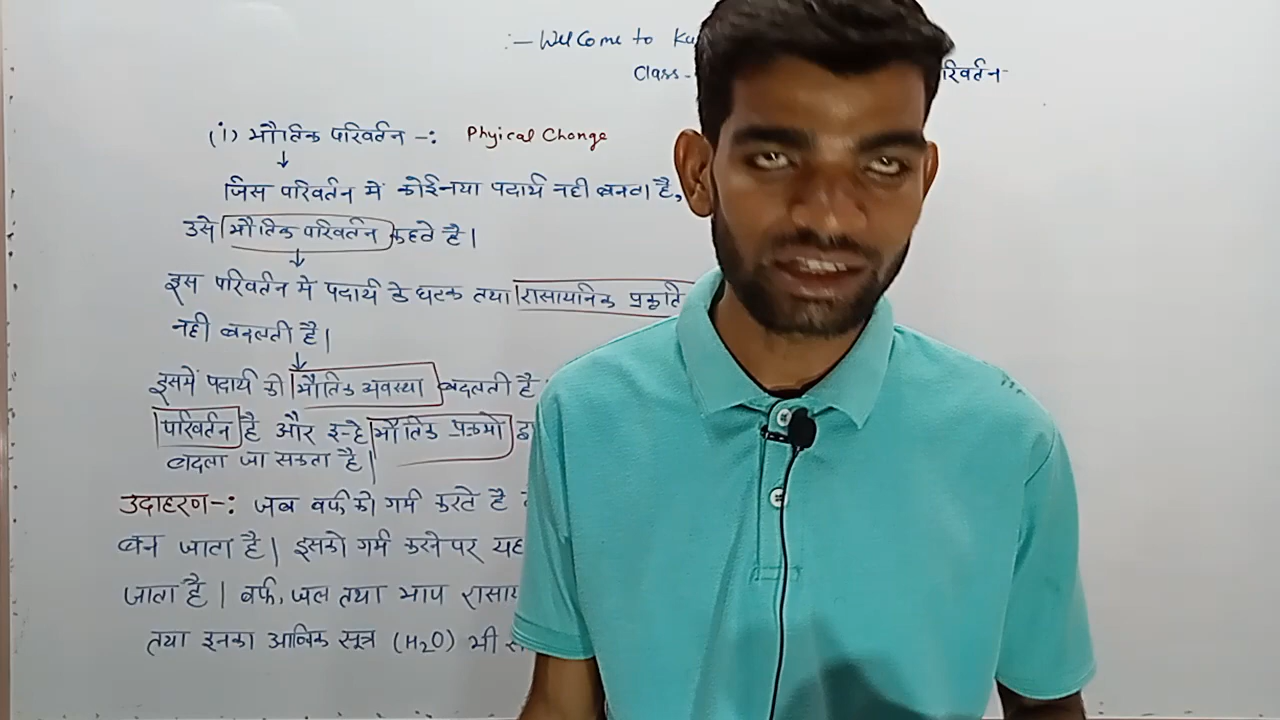 :- Welcome to
Class- रिवर्तन
(i) भौतिक परिवर्तन -: Phyical Change
जिस परिवर्तन में कोई नया पदार्थ नही बनता है,
उसे भौतिक परिवर्तन कहते है।
इस परिवर्तन मे पदार्थ के घटक तथा रासायनिक प्रकृति
नही बदलती है।
इसमें पदार्थ की भौतिक अवस्था बदलती है
परिवर्तन है और इन्हे भौतिक प्रक्रमो
बदला जा सकता है।
उदाहरण-: जब बर्फ को गर्म करते है
बन जाता है। इसको गर्म करने पर यह
जाता है। बर्फ, जल तथा भाप रासाय
तथा इनका आण्विक सूत्र (H2O) भी